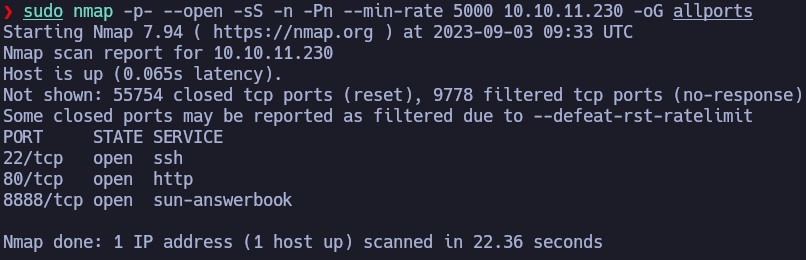 ❯ sudo nmap -p- --open -sS -n -Pn --min-rate 5000 10.10.11.230 -oG allports
Starting Nmap 7.94 ( https://nmap.org ) at 2023-09-03 09:33 UTC
Nmap scan report for 10.10.11.230
Host is up (0.065s latency).
Not shown: 55754 closed tcp ports (reset), 9778 filtered tcp ports (no-response)
Some closed ports may be reported as filtered due to --defeat-rst-ratelimit
PORT     STATE SERVICE
22/tcp   open  ssh
80/tcp   open  http
8888/tcp open  sun-answerbook
Nmap done: 1 IP address (1 host up) scanned in 22.36 seconds